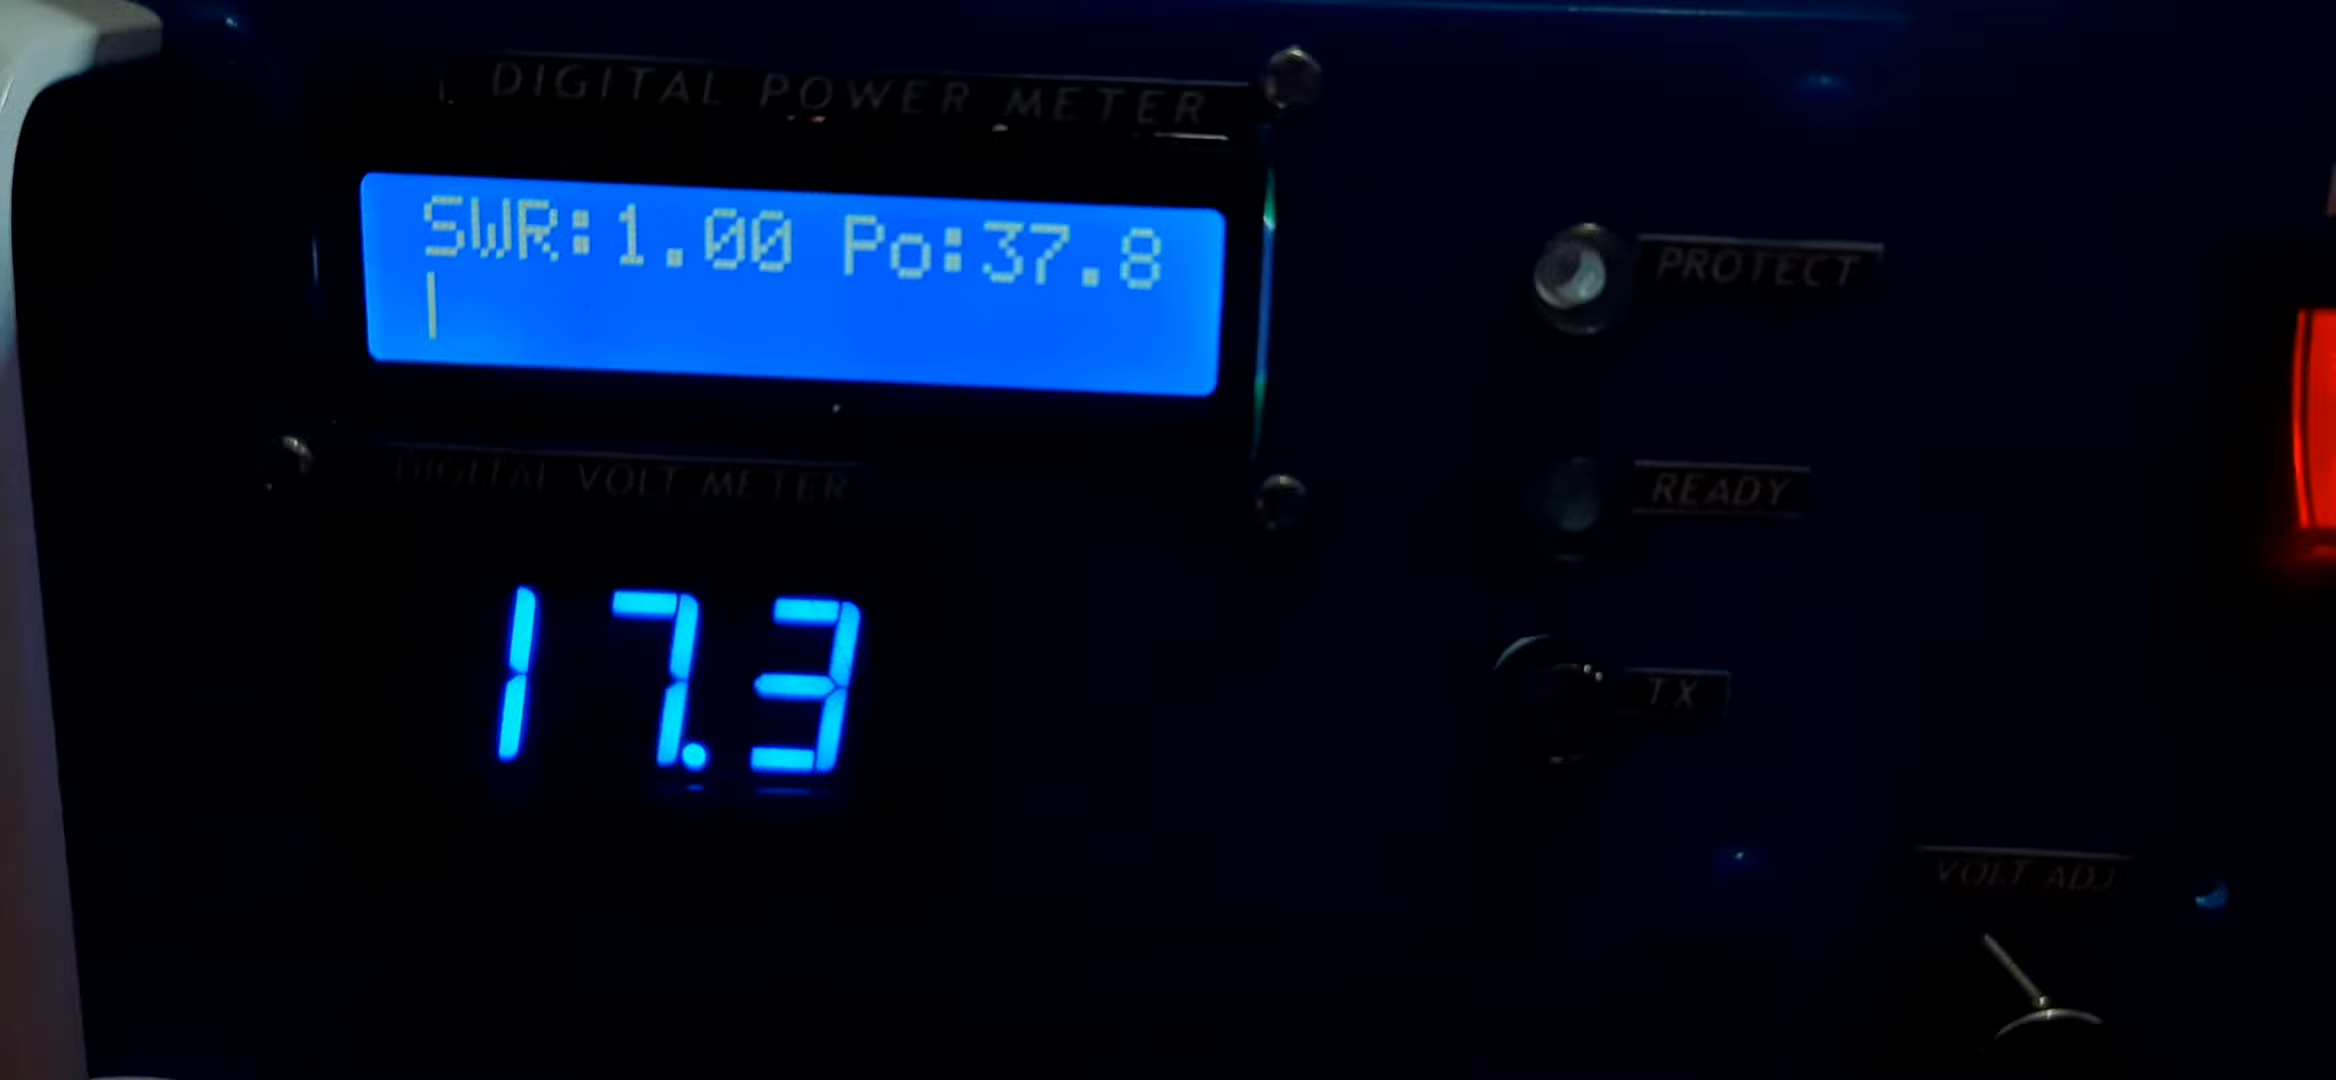 DIGITAL POWER METER
SWR:1.00 Po:37.8
DIGITAL VOLT METER
17.3
PROTECT
READY
TX
VOLT ADJ